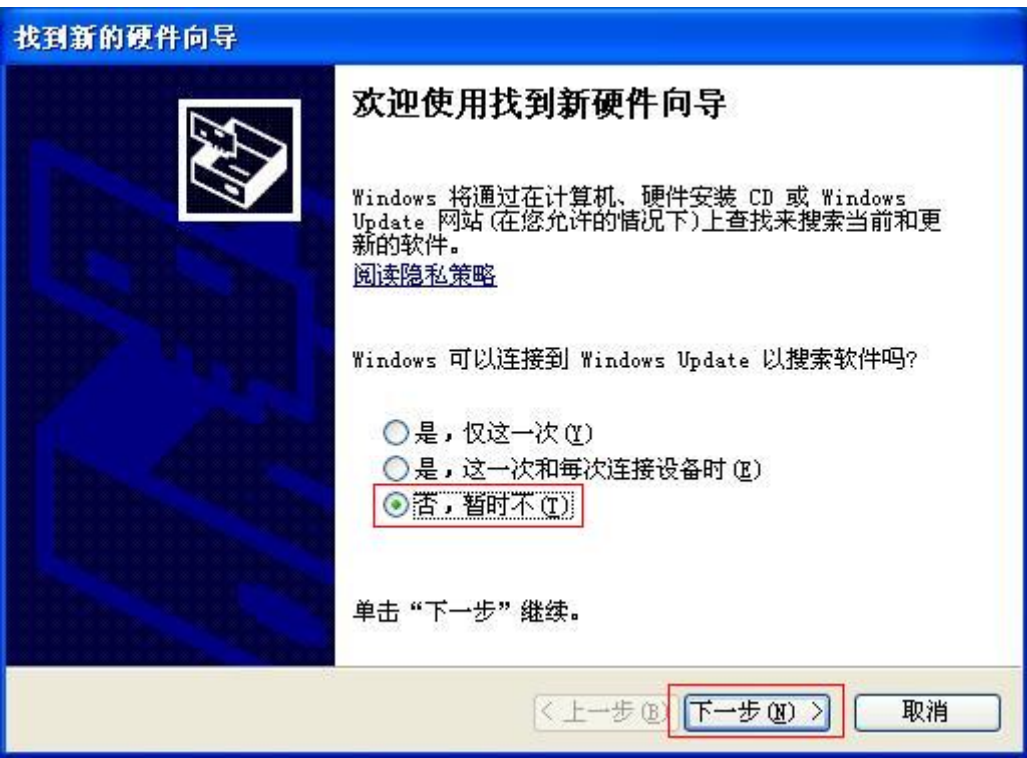 找到新的硬件向导
欢迎使用找到新硬件向导
Windows 将通过在计算机、硬件安装 CD 或 Windows
Update 网站(在您允许的情况下)上查找来搜索当前和更
新的软件。
阅读隐私策略
Windows 可以连接到 Windows Update 以搜索软件吗?
是，仅这一次(Y)
是，这一次和每次连接设备时(E)
否，暂时不(T)
单击“下一步”继续。
< 上一步(B) 下一步(N) > 取消